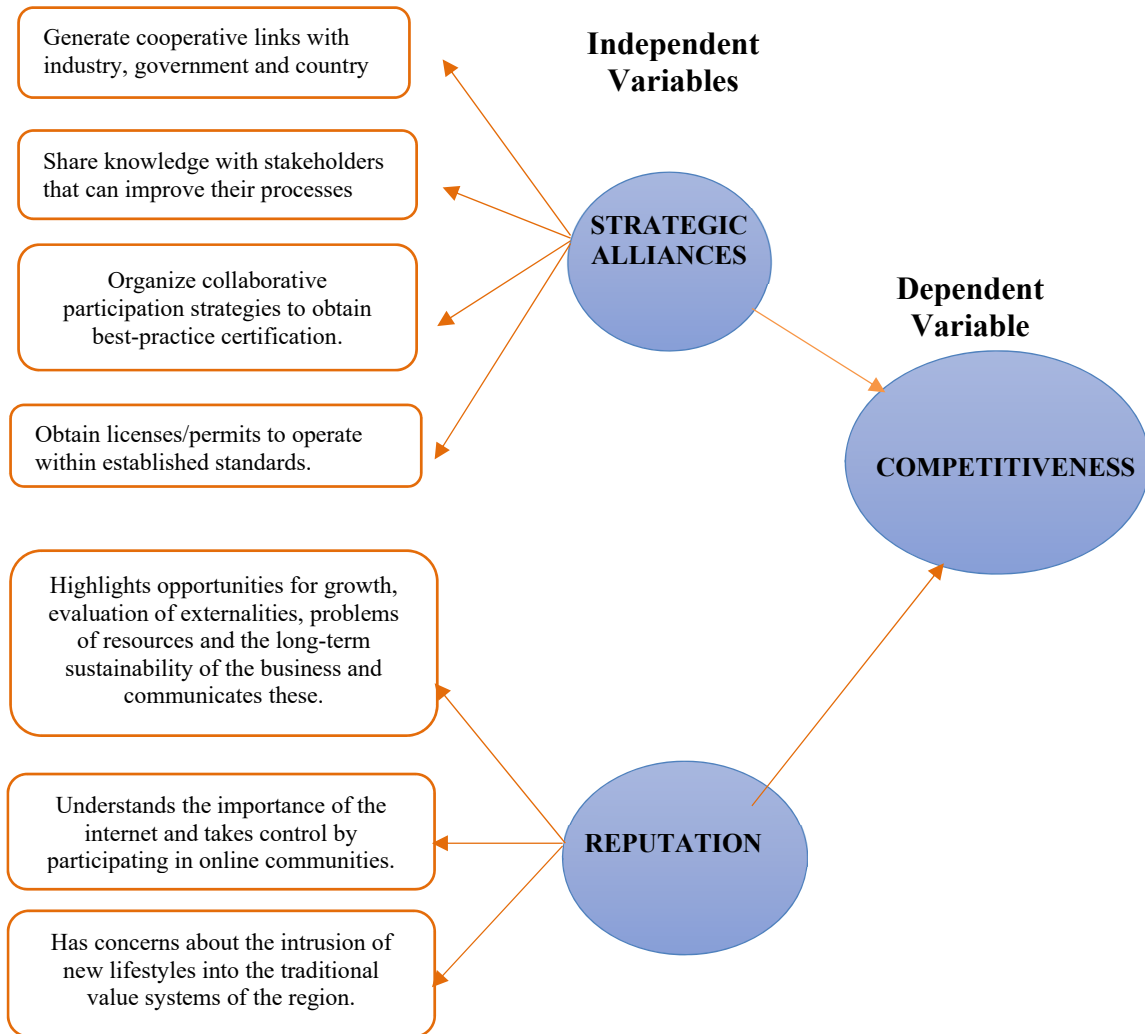 Generate cooperative links with
industry, government and country
Independent
Variables
Share knowledge with stakeholders
that can improve their processes
STRATEGIC
ALLIANCES
Organize collaborative
participation strategies to obtain
best-practice certification.
Dependent
Variable
Obtain licenses/permits to operate
within established standards.
COMPETITIVENESS
Highlights opportunities for growth,
evaluation of externalities, problems
of resources and the long-term
sustainability of the business and
communicates these.
Understands the importance of the
internet and takes control by
participating in online communities.
REPUTATION
Has concerns about the intrusion of
new lifestyles into the traditional
value systems of the region.